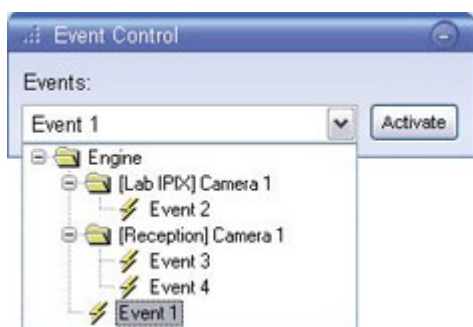 Event Control
Events:
Event 1
Activate
Engine
[Lab IPIX] Camera 1
Event 2
[Reception] Camera 1
Event 3
Event 4
Event 1